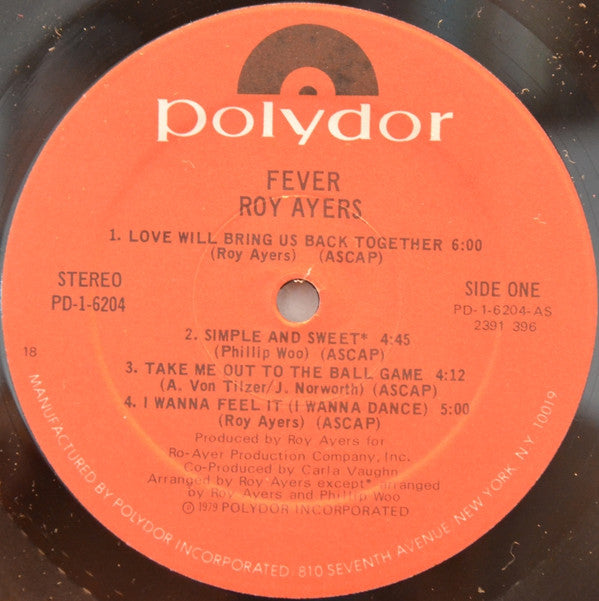 polydor
FEVER
ROY AYERS
1. LOVE WILL BRING US BACK TOGETHER 6:00
(Roy Ayers) (ASCAP)
STEREO
PD-1-6204
SIDE ONE
PD-1-6204-AS
2391 396
2. SIMPLE AND SWEET* 4:45
(Phillip Woo) (ASCAP)
3. TAKE ME OUT TO THE BALL GAME 4:12
(A. Von Tilzer/J. Norworth) (ASCAP)
4. I WANNA FEEL IT (I WANNA DANCE) 5:00
(Roy Ayers) (ASCAP)
18
Produced by Roy Ayers for
Ro-Ayer Production Company, Inc.
Co-Produced by Carla Vaughn
Arranged by Roy Ayers except* arranged
by Roy Ayers and Phillip Woo
℗ 1979 POLYDOR INCORPORATED
MANUFACTURED BY POLYDOR INCORPORATED. 810 SEVENTH AVENUE, NEW YORK, N.Y. 10019